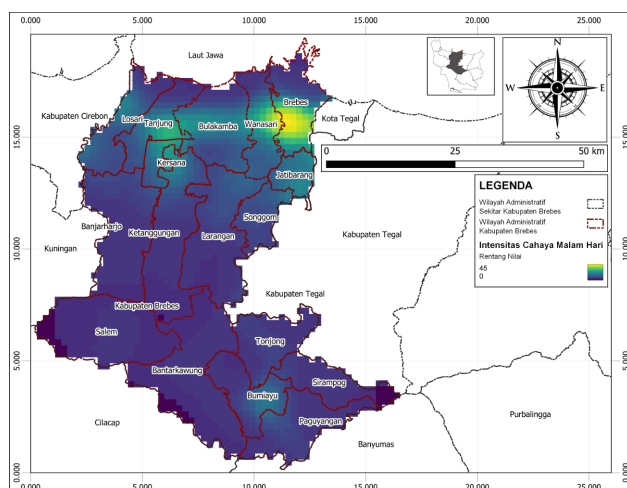 0.000
5.000
10.000
15.000
20.000
25.000
Laut Jawa
N
W
E
S
Brebes
Kabupaten Cirebon
Losari
Tanjung
Bulakamba
Wanasari
Kota Tegal
15.000
15.000
Kersana
0
25
50 km
Jatibarang
LEGENDA
Wilayah Administratif
Sekitar Kabupaten Brebes
Wilayah Administratif
Kabupaten Brebes
Intensitas Cahaya Malam Hari
Rentang Nilai
45
0
Songgom
Banjarharjo
Ketanggungan
Larangan
Kabupaten Tegal
Kuningan
10.000
10.000
Kabupaten Tegal
Kabupaten Brebes
Salem
Tonjong
5.000
5.000
Bantarkawung
Sirampog
Bumiayu
Paguyangan
Cilacap
Purbalingga
Banyumas
0.000
0.000
0.000
5.000
10.000
15.000
20.000
25.000